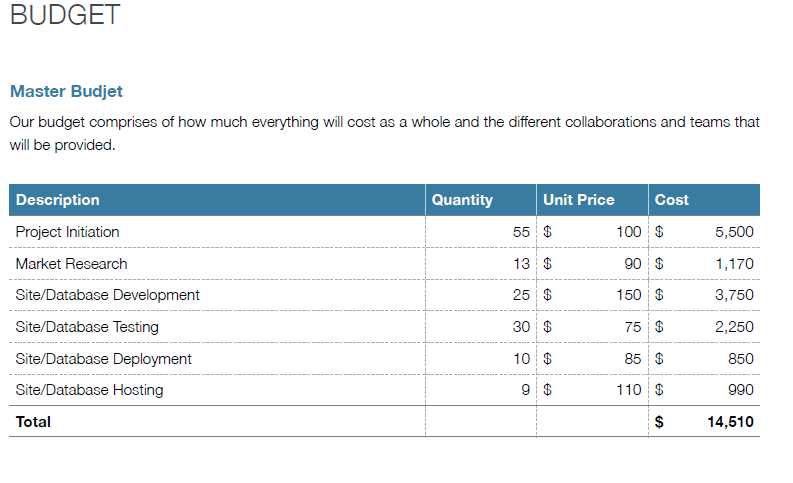 BUDGET
Master Budjet
Our budget comprises of how much everything will cost as a whole and the different collaborations and teams that
will be provided.
Description Quantity Unit Price Cost
Project Initiation 55 $ 100 $ 5,500
Market Research 13 $ 90 $ 1,170
Site/Database Development 25 $ 150 $ 3,750
Site/Database Testing 30 $ 75 $ 2,250
Site/Database Deployment 10 $ 85 $ 850
Site/Database Hosting 9 $ 110 $ 990
Total $ 14,510